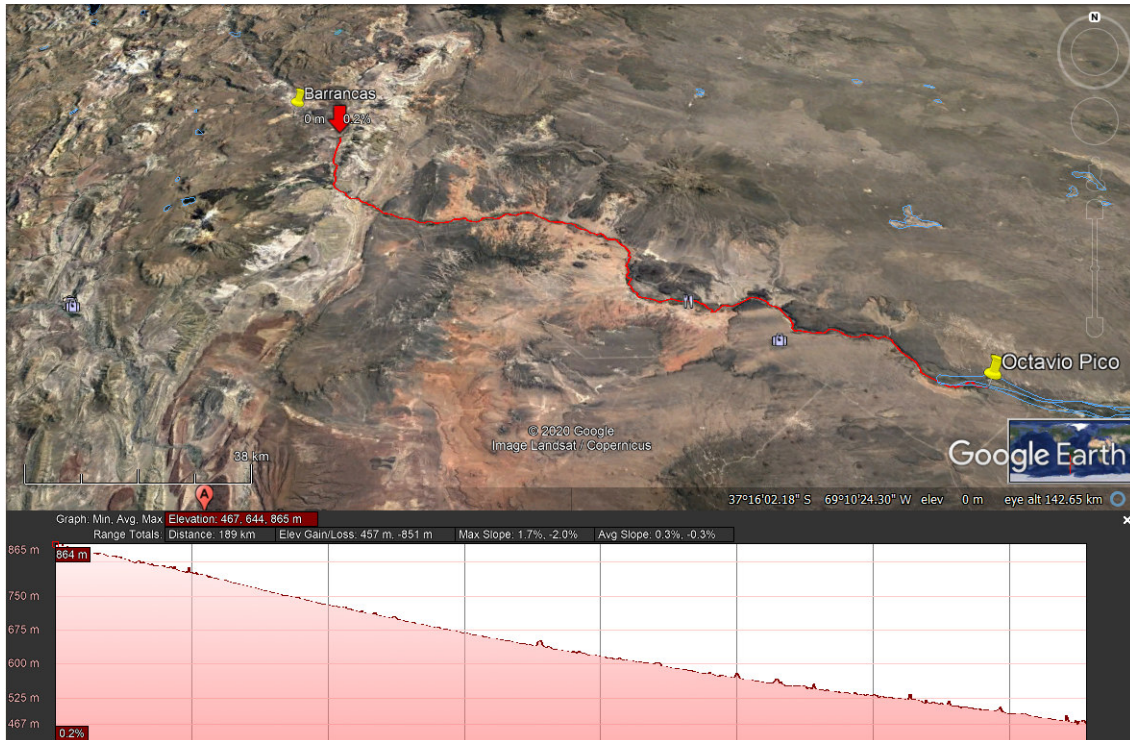 N
Barrancas
0 m 0.2%
Octavio Pico
© 2020 Google
Image Landsat / Copernicus
38 km
Google Earth
A
37°16'02.18" S 69°10'24.30" W elev 0 m eye alt 142.65 km
Graph: Min, Avg, Max Elevation: 467, 644, 865 m
Range Totals: Distance: 189 km Elev Gain/Loss: 457 m, -851 m Max Slope: 1.7%, -2.0% Avg Slope: 0.3%, -0.3%
865 m
864 m
750 m
675 m
600 m
525 m
467 m
0.2%